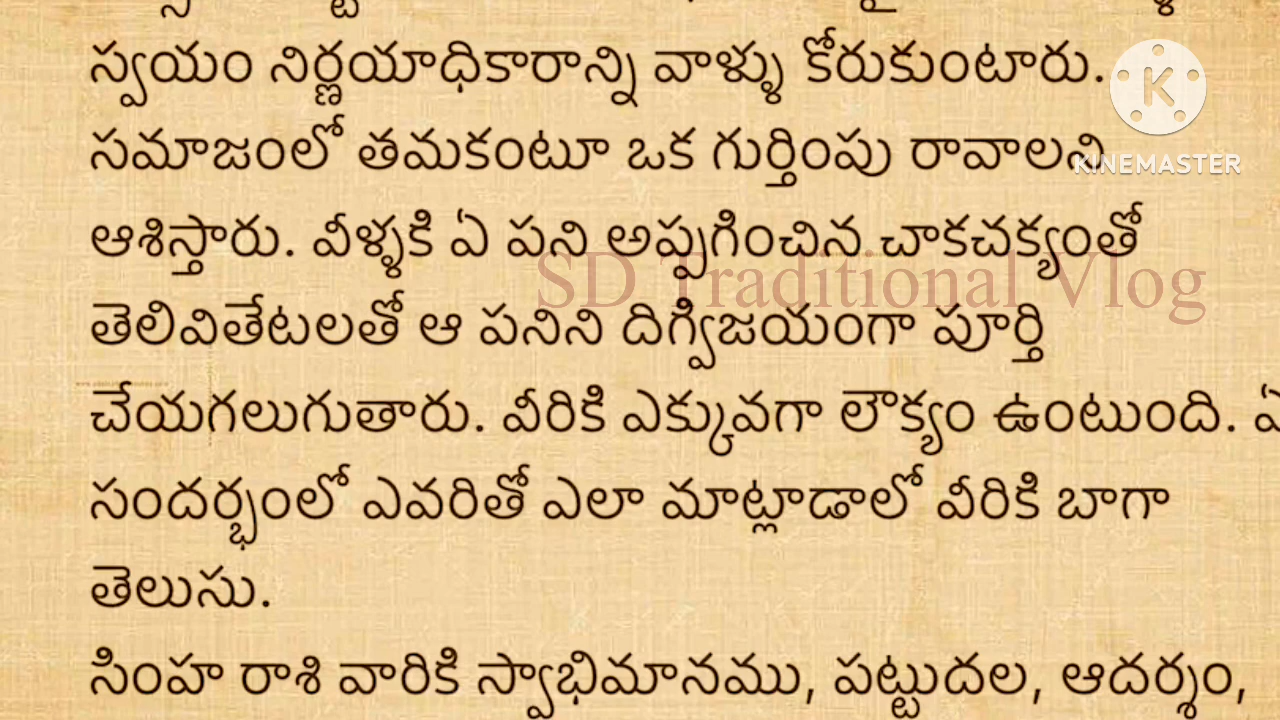 స్వయం నిర్ణయాధికారాన్ని వాళ్ళు కోరుకుంటారు.
సమాజంలో తమకంటూ ఒక గుర్తింపు రావాలవి
KINEMASTER
ఆశిస్తారు. వీళ్ళకి ఏ పని అప్పగించిన చాకచక్యంతో
SD Traditional Vlog
తెలివితేటలతో ఆ పనిని దిగ్విజయంగా పూర్తి
చేయగలుగుతారు. వీరికి ఎక్కువగా లౌక్యం ఉంటుంది. ఏ
సందర్భంలో ఎవరితో ఎలా మాట్లాడాలో వీరికి బాగా
తెలుసు.
సింహ రాశి వారికి స్వాభిమానము, పట్టుదల, ఆదర్శం,